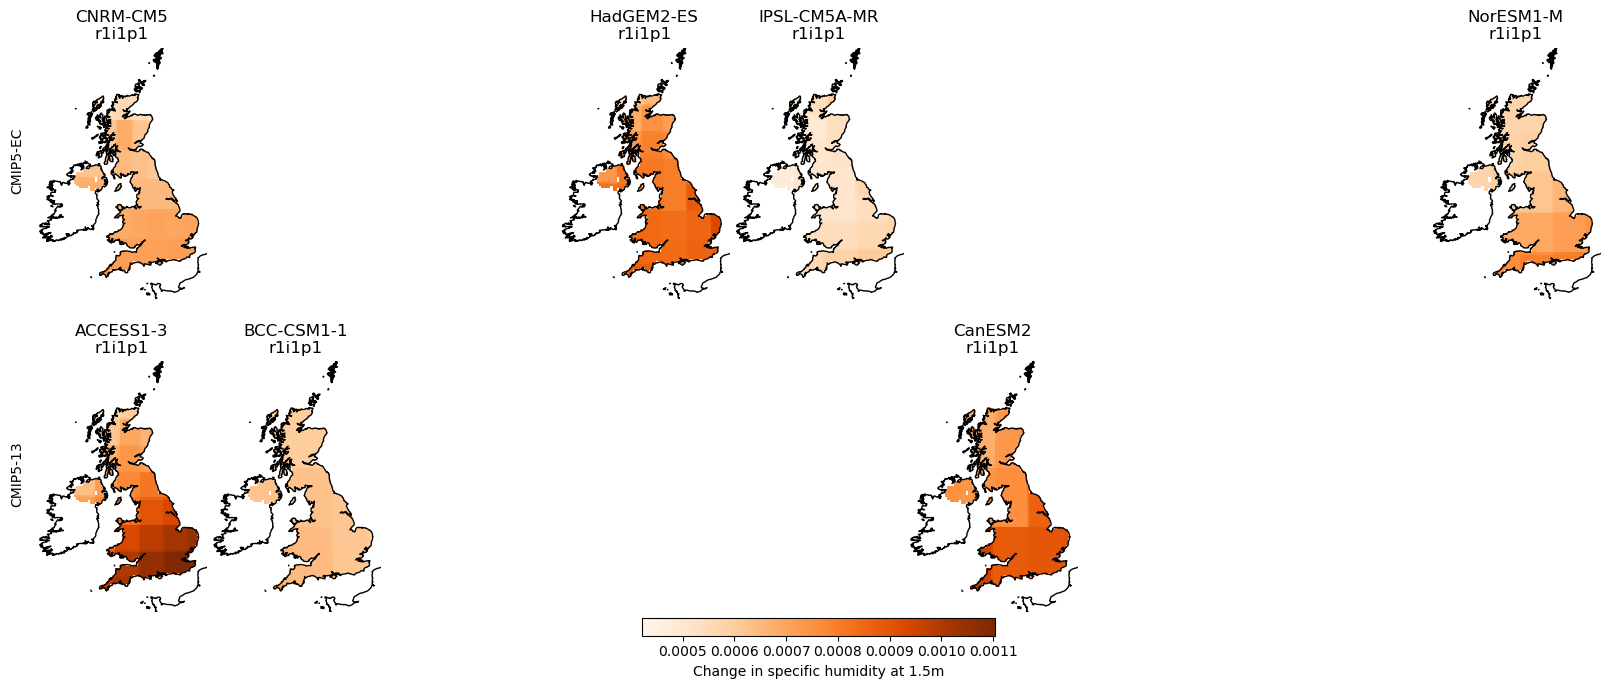 CNRM-CM5
r1i1p1
HadGEM2-ES
r1i1p1
IPSL-CM5A-MR
r1i1p1
NorESM1-M
r1i1p1
CMIP5-EC
ACCESS1-3
r1i1p1
BCC-CSM1-1
r1i1p1
CanESM2
r1i1p1
CMIP5-13
0.0005 0.0006 0.0007 0.0008 0.0009 0.0010 0.0011
Change in specific humidity at 1.5m